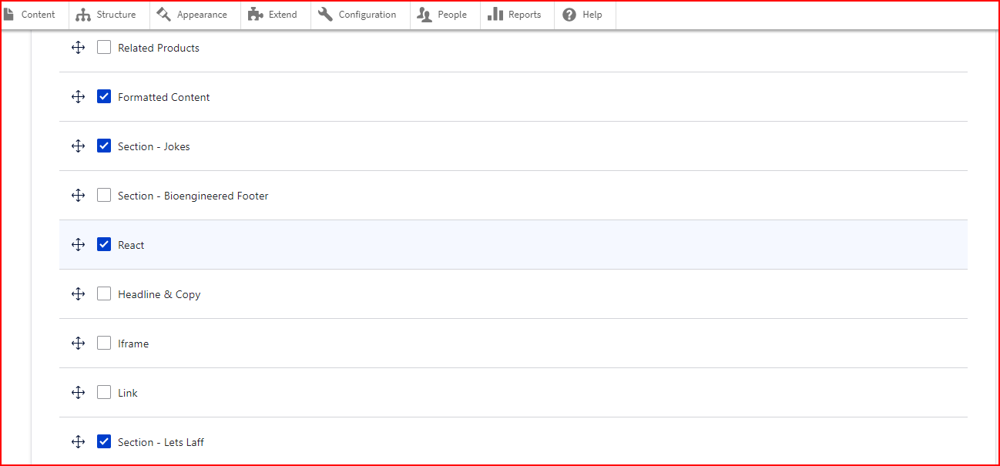 Content Structure Appearance Extend Configuration People Reports Help
Related Products
Formatted Content
Section - Jokes
Section - Bioengineered Footer
React
Headline & Copy
Iframe
Link
Section - Lets Laff